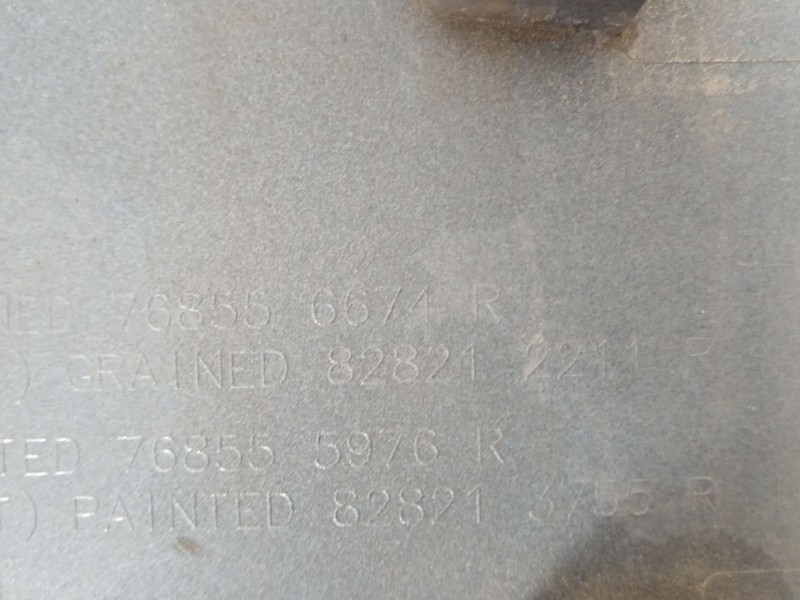 NED 76855 6674 R
) GRAINED 82821 2211 R
TED 76855 5976 R
T) PAINTED 82821 3755 R